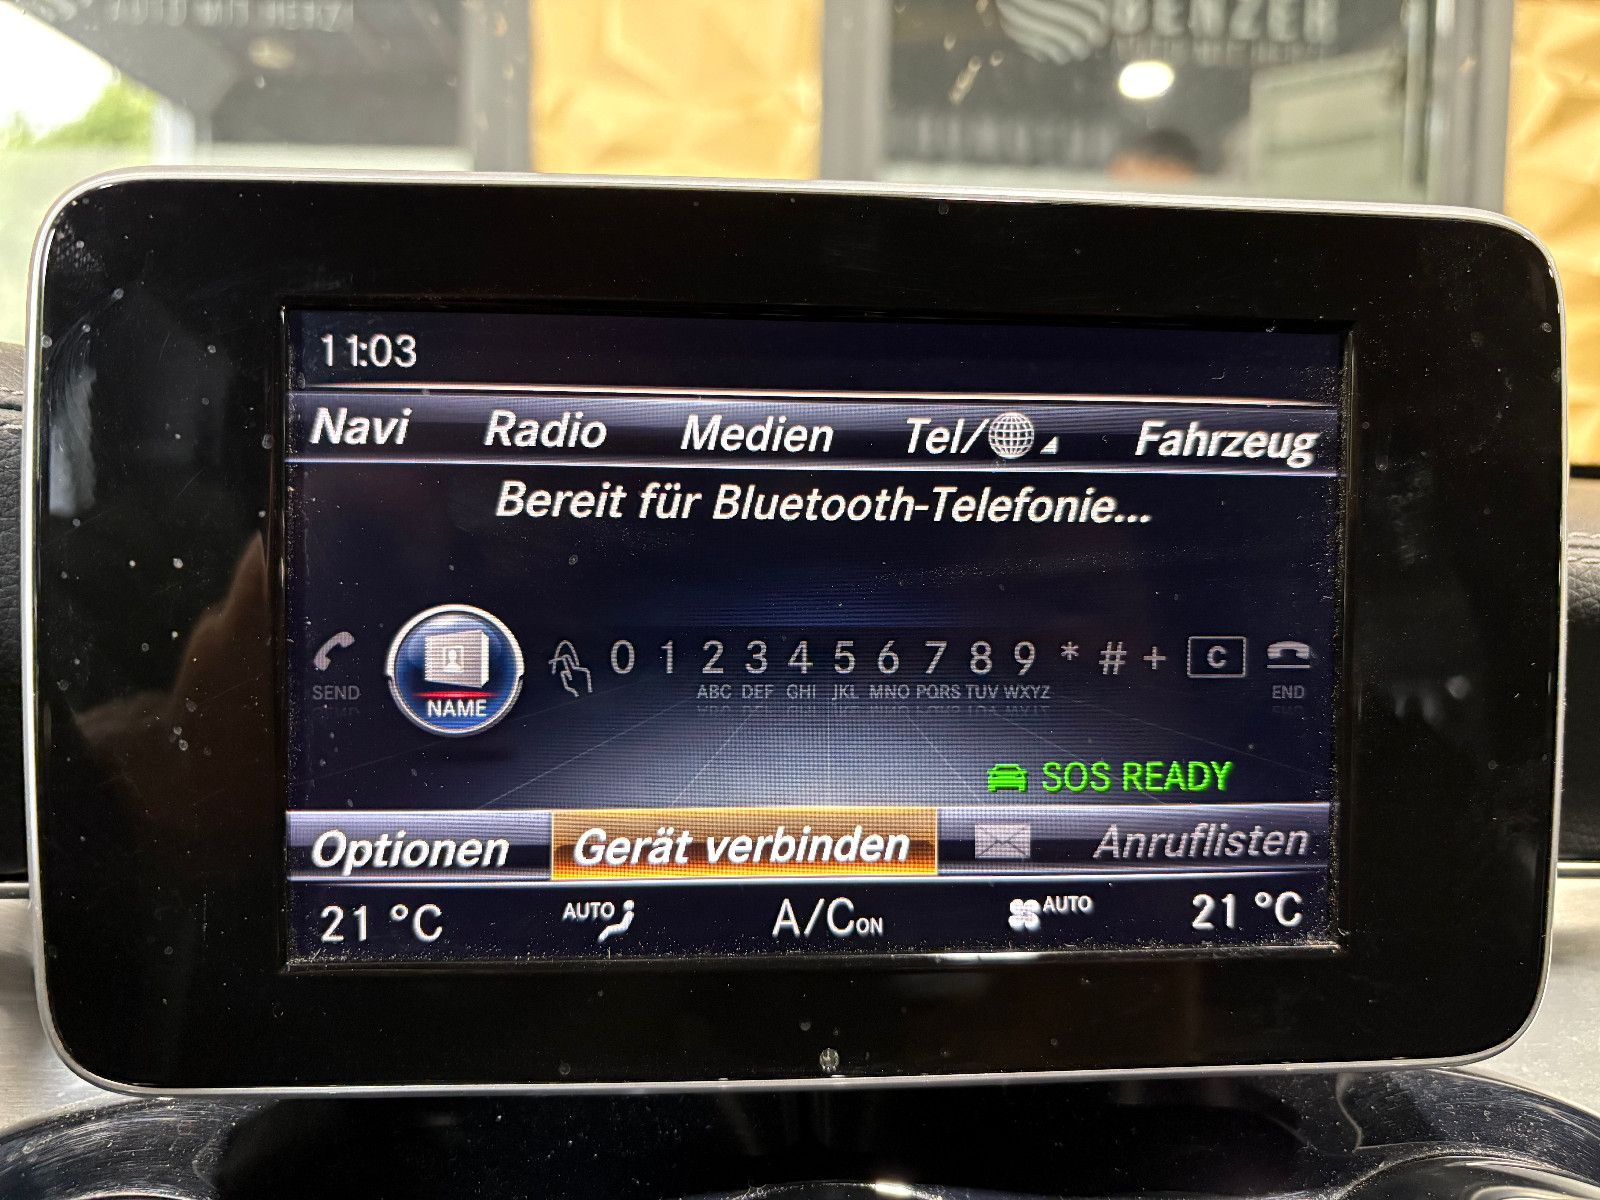 BENZER
11:03
Navi Radio Medien Tel/ Fahrzeug
Bereit für Bluetooth-Telefonie...
0 1 2 3 4 5 6 7 8 9 * # + C
SEND NAME ABC DEF GHI JKL MNO PQRS TUV WXYZ END
SOS READY
Optionen Gerät verbinden Anruflisten
21 °C AUTO A/C ON AUTO 21 °C